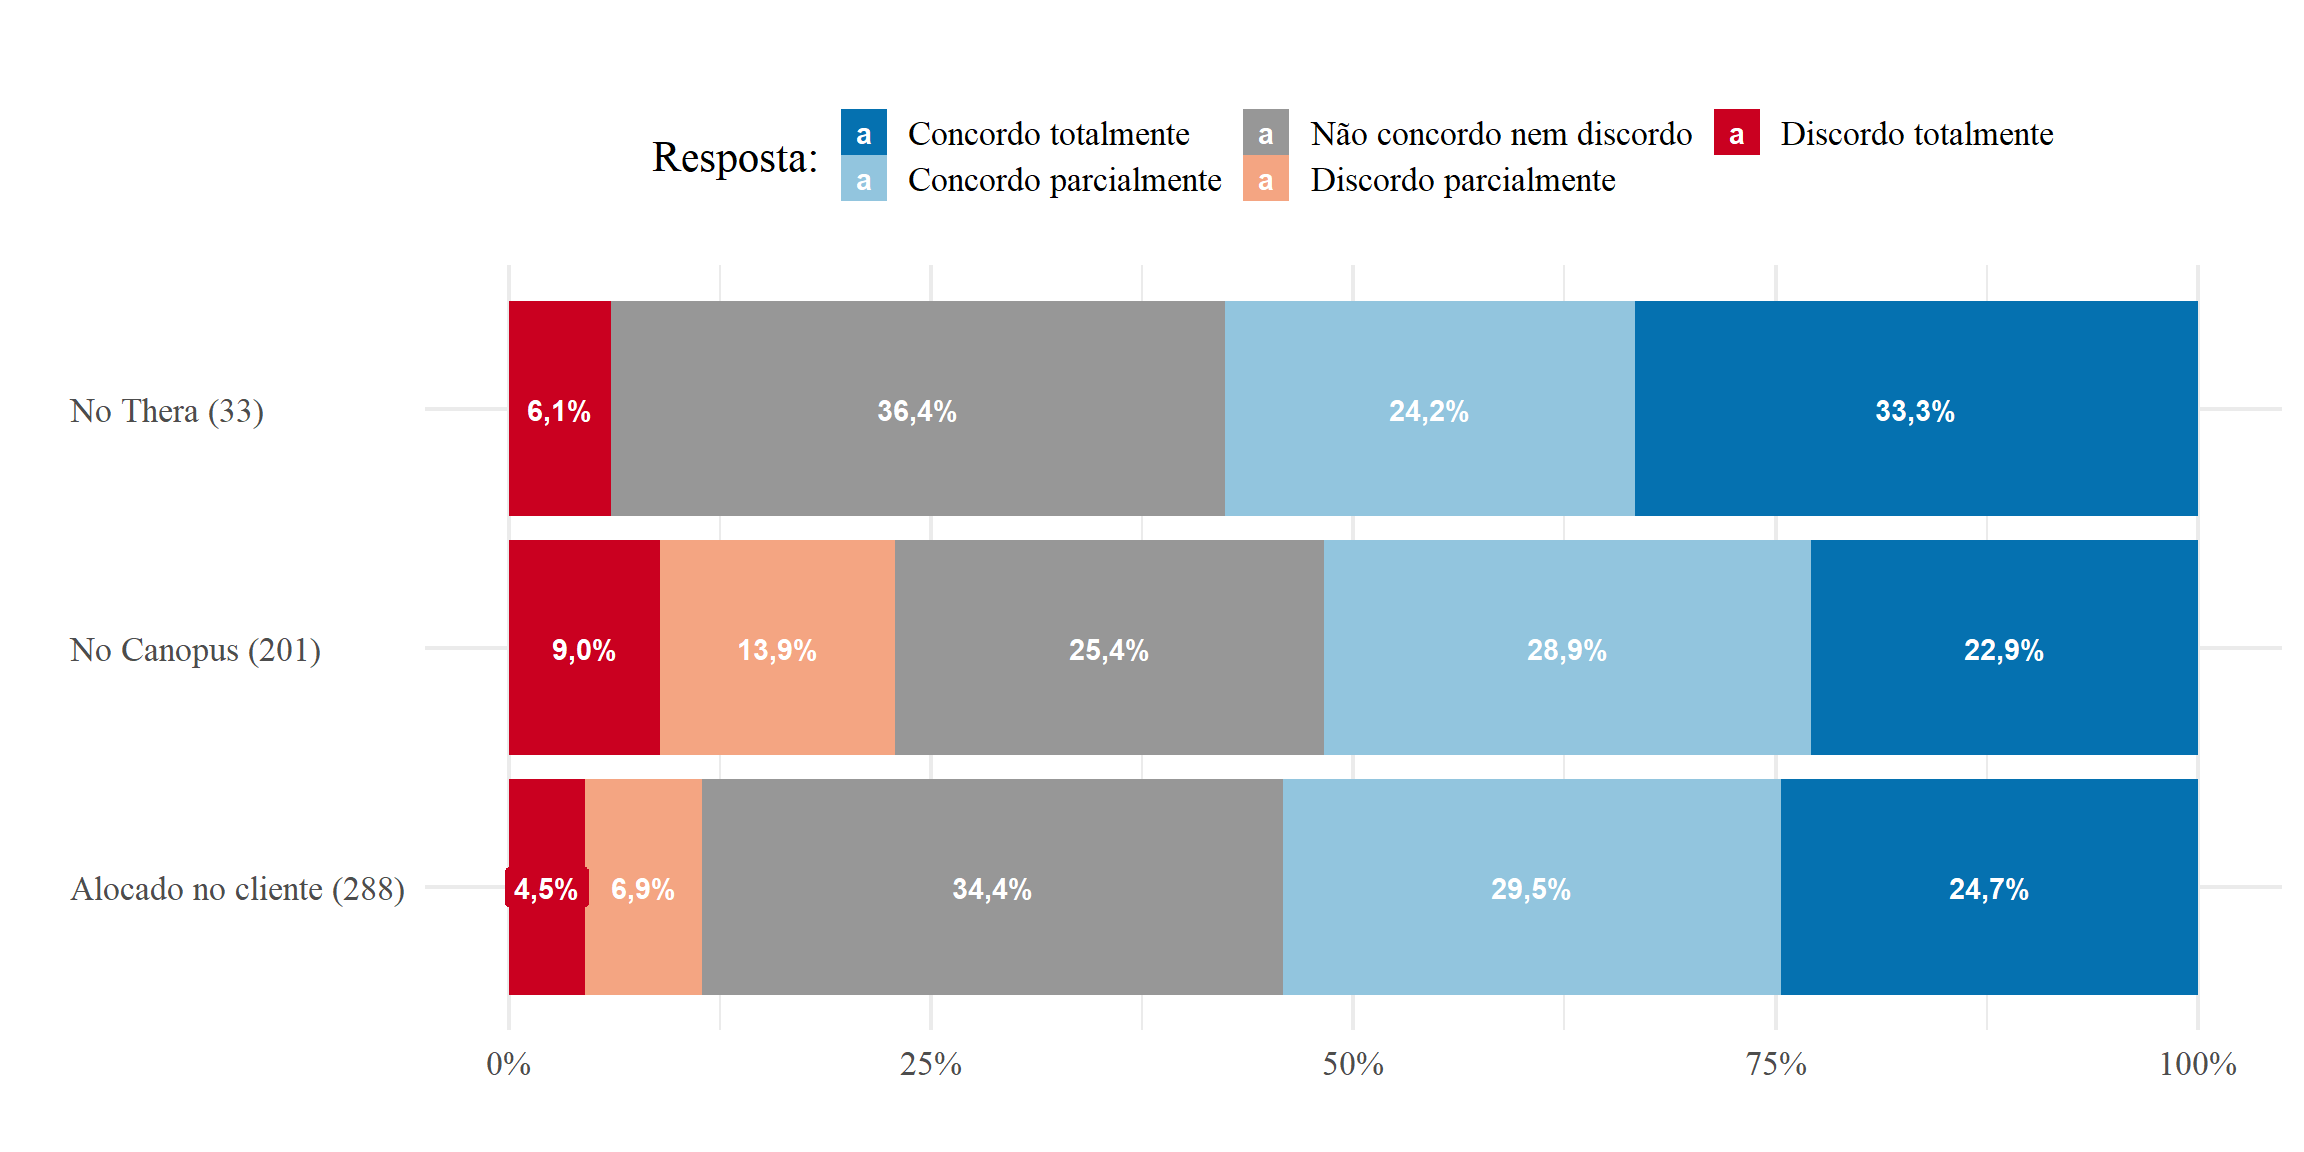 Resposta:
a Concordo totalmente a Não concordo nem discordo a Discordo totalmente
a Concordo parcialmente a Discordo parcialmente
No Thera (33) 6,1% 36,4% 24,2% 33,3%
No Canopus (201) 9,0% 13,9% 25,4% 28,9% 22,9%
Alocado no cliente (288) 4,5% 6,9% 34,4% 29,5% 24,7%
0% 25% 50% 75% 100%